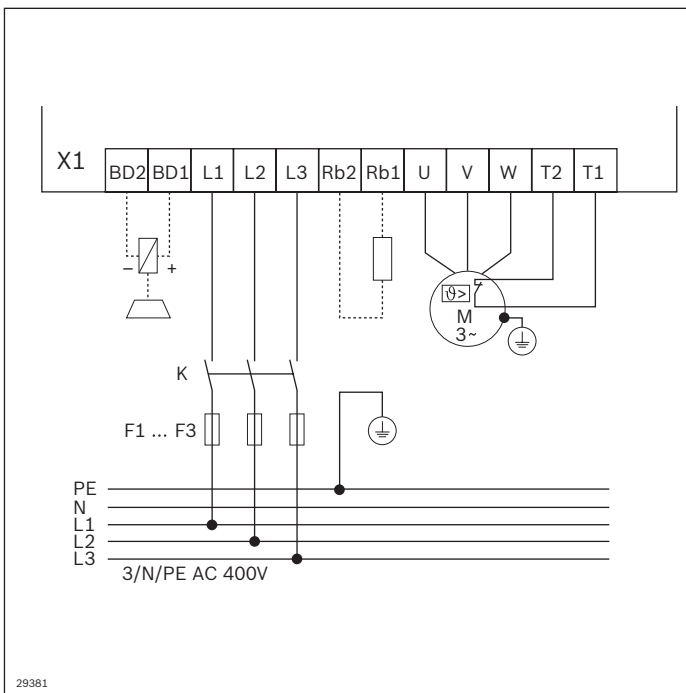 X1 BD2 BD1 L1 L2 L3 Rb2 Rb1 U V W T2 T1
– +
ϑ>
M
3~
K
F1 ... F3
PE
N
L1
L2
L3
3/N/PE AC 400V
29381